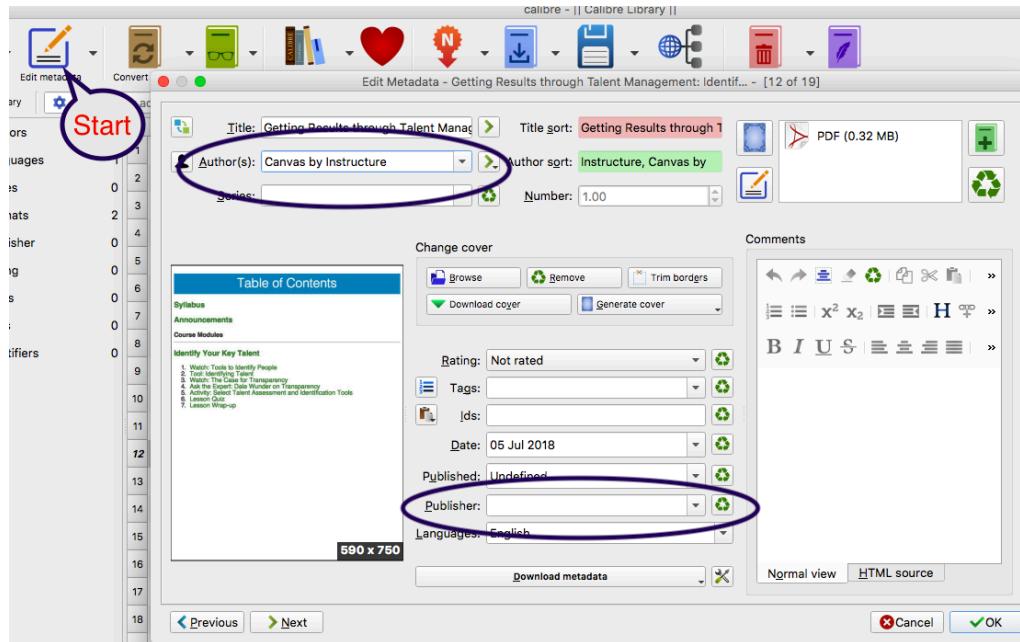 calibre - || Calibre Library ||
Edit metadata
Convert
Edit Metadata - Getting Results through Talent Management: Identif... - [12 of 19]
Start
Title: Getting Results through Talent Manag
Title sort: Getting Results through T
PDF (0.32 MB)
Author(s): Canvas by Instructure
Author sort: Instructure, Canvas by
Series:
Number: 1.00
ary
ors
uages 1
es 0
nats 2
isher 0
ng 0
s 0
0
tifiers 0
1
2
3
4
5
6
7
8
9
10
11
12
13
14
15
16
17
18
Table of Contents
Syllabus
Announcements
Course Modules
Identify Your Key Talent
1. Watch: Tools to Identify People
2. Tool: Identifying Talent
3. Watch: The Case for Transparency
4. Ask the Expert: Dale Wunder on Transparency
5. Activity: Select Talent Assessment and Identification Tools
6. Lesson Quiz
7. Lesson Wrap-up
590 x 750
Change cover
Browse
Remove
Trim borders
Download cover
Generate cover
Rating: Not rated
Tags:
Ids:
Date: 05 Jul 2018
Published: Undefined
Publisher:
Languages: English
Download metadata
Comments
X² X₂ H
B I U S
Normal view
HTML source
Previous
Next
Cancel
OK